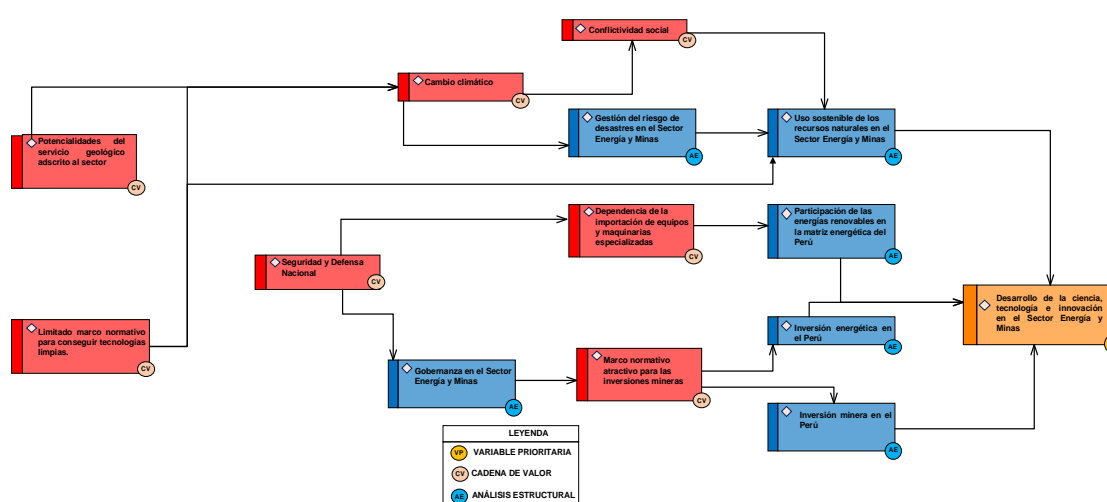 Conflictividad social
CV
Cambio climático
CV
Potencialidades del
servicio geológico
adscrito al sector
CV
Gestión del riesgo de
desastres en el Sector
Energía y Minas
AE
Uso sostenible de los
recursos naturales en el
Sector Energía y Minas
AE
Dependencia de la
importación de equipos
y maquinarias
especializadas
CV
Participación de las
energías renovables en
la matriz energética del
Perú
AE
Seguridad y Defensa
Nacional
CV
Desarrollo de la ciencia,
tecnología e innovación
en el Sector Energía y
Minas
Limitado marco normativo
para conseguir tecnologías
limpias.
CV
Inversión energética en
el Perú
AE
Gobernanza en el Sector
Energía y Minas
AE
Marco normativo
atractivo para las
inversiones mineras
CV
Inversión minera en el
Perú
AE
LEYENDA
VP VARIABLE PRIORITARIA
CV CADENA DE VALOR
AE ANÁLISIS ESTRUCTURAL